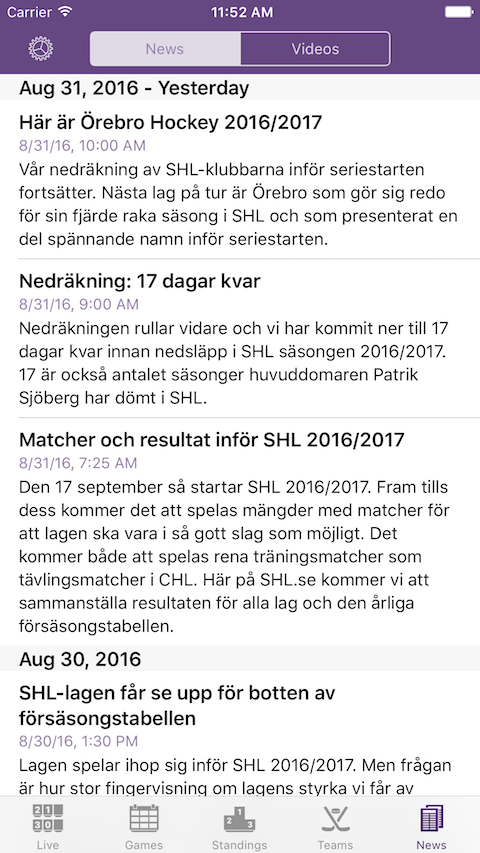 Carrier 11:52 AM
News Videos
Aug 31, 2016 - Yesterday
Här är Örebro Hockey 2016/2017
8/31/16, 10:00 AM
Vår nedräkning av SHL-klubbarna inför seriestarten
fortsätter. Nästa lag på tur är Örebro som gör sig redo
för sin fjärde raka säsong i SHL och som presenterat en
del spännande namn inför seriestarten.
Nedräkning: 17 dagar kvar
8/31/16, 9:00 AM
Nedräkningen rullar vidare och vi har kommit ner till 17
dagar kvar innan nedsläpp i SHL säsongen 2016/2017.
17 är också antalet säsonger huvuddomaren Patrik
Sjöberg har dömt i SHL.
Matcher och resultat inför SHL 2016/2017
8/31/16, 7:25 AM
Den 17 september så startar SHL 2016/2017. Fram tills
dess kommer det att spelas mängder med matcher för
att lagen ska vara i så gott slag som möjligt. Det
kommer både att spelas rena träningsmatcher som
tävlingsmatcher i CHL. Här på SHL.se kommer vi att
sammanställa resultaten för alla lag och den årliga
försäsongstabellen.
Aug 30, 2016
SHL-lagen får se upp för botten av
försäsongstabellen
8/30/16, 1:30 PM
Lagen spelar ihop sig inför SHL 2016/2017. Men frågan
är hur stor fingervisning om lagens styrka vi får av
Live Games Standings Teams News